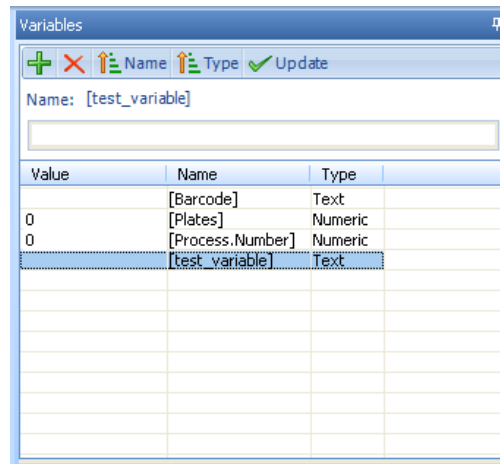 Variables
Name Type Update
Name: [test_variable]
Value Name Type
[Barcode] Text
0 [Plates] Numeric
0 [Process.Number] Numeric
[test_variable] Text